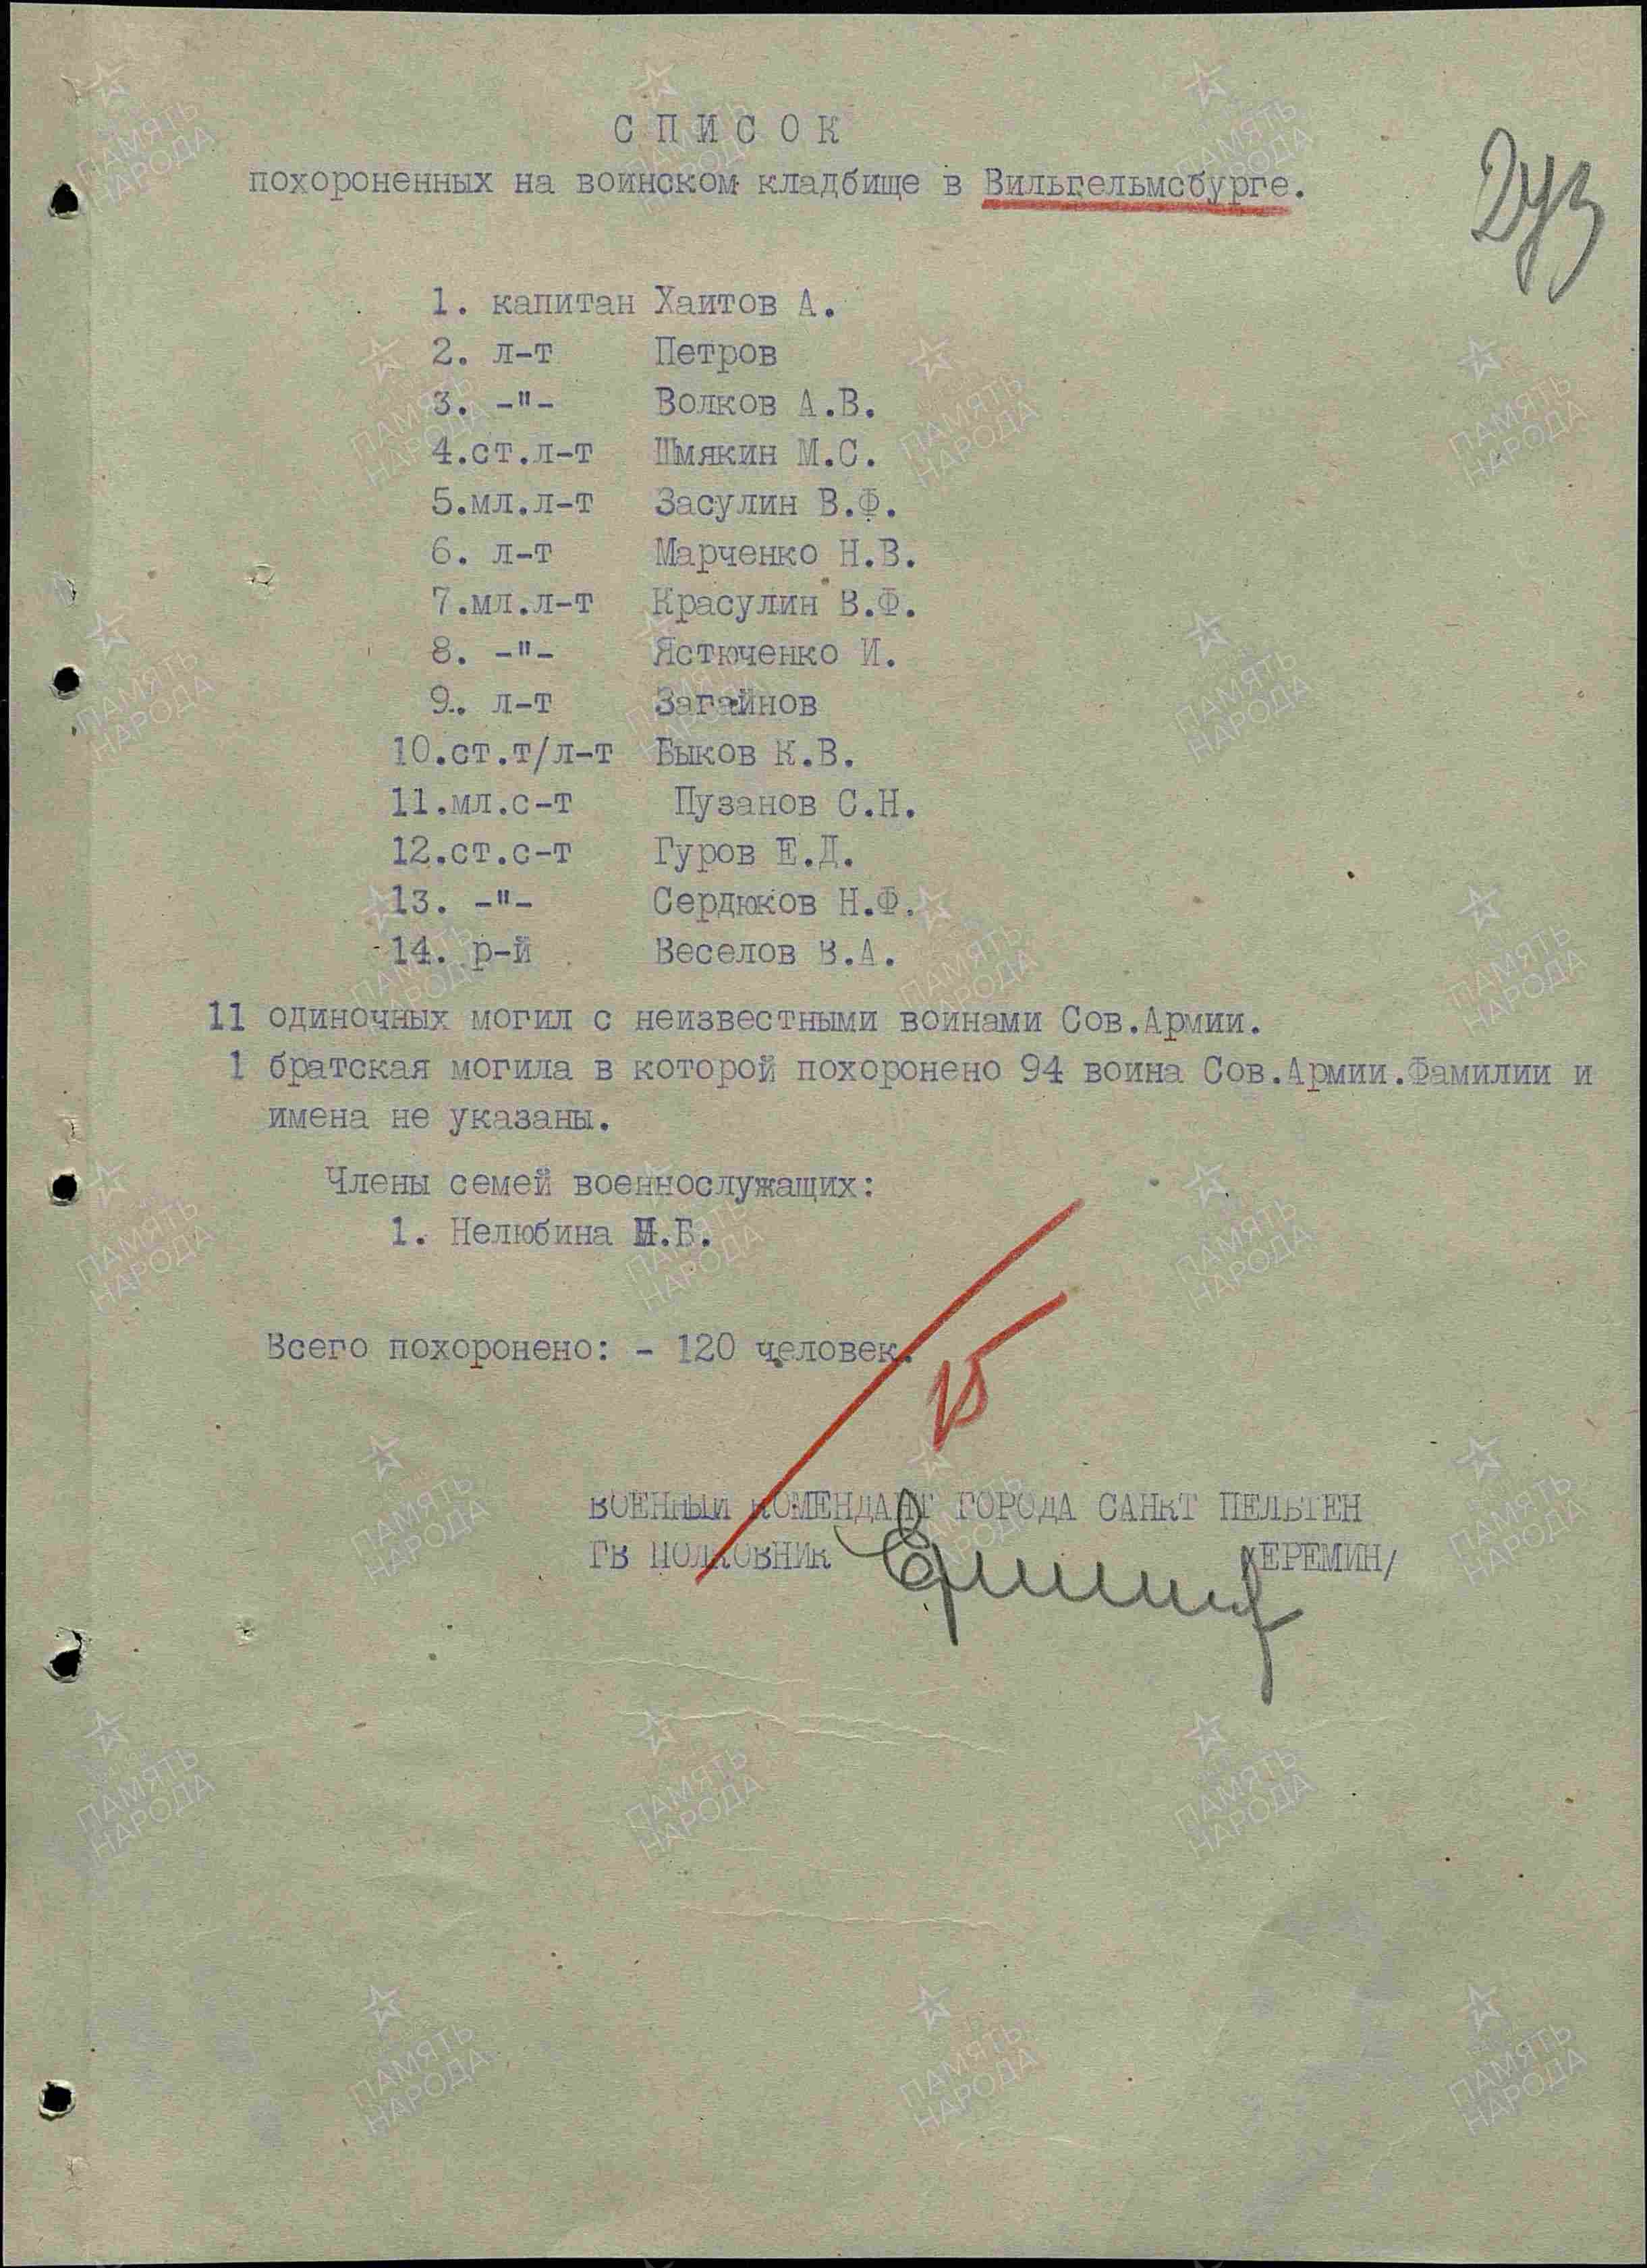 СПИСОК
похороненных на воинском кладбище в Вильгельмсбурге.
243
1. капитан Хаитов А.
2. л-т Петров
3. -"- Волков А.В.
4.ст.л-т Шмякин М.С.
5.мл.л-т Засулин В.Ф.
6. л-т Марченко Н.В.
7.мл.л-т Красулин В.Ф.
8. -"- Ястюченко И.
9. л-т Загайнов
10.ст.т/л-т Быков К.В.
11.мл.с-т Пузанов С.Н.
12.ст.с-т Гуров Е.Д.
13. -"- Сердюков Н.Ф.
14. р-й Веселов В.А.
11 одиночных могил с неизвестными воинами Сов.Армии.
1 братская могила в которой похоронено 94 воина Сов.Армии.Фамилии и
имена не указаны.
Члены семей военнослужащих:
1. Нелюбина .Б.
Всего похоронено: - 120 человек.
15
ВОЕННЫЙ КОМЕНДАНТ ГОРОДА САНКТ ПЕЛЬТЕН
ГВ ПОЛКОВНИК /ЕРЕМИН/